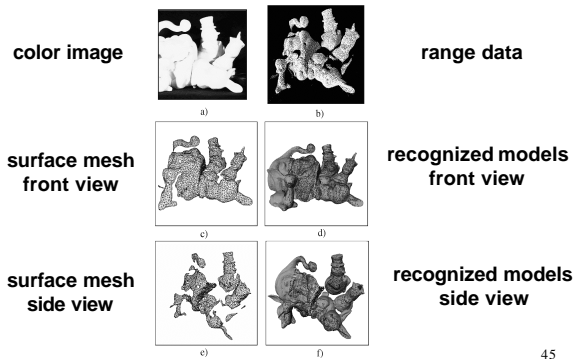 color image
range data
a)
b)
surface mesh
front view
recognized models
front view
c)
d)
surface mesh
side view
recognized models
side view
e)
f)
45